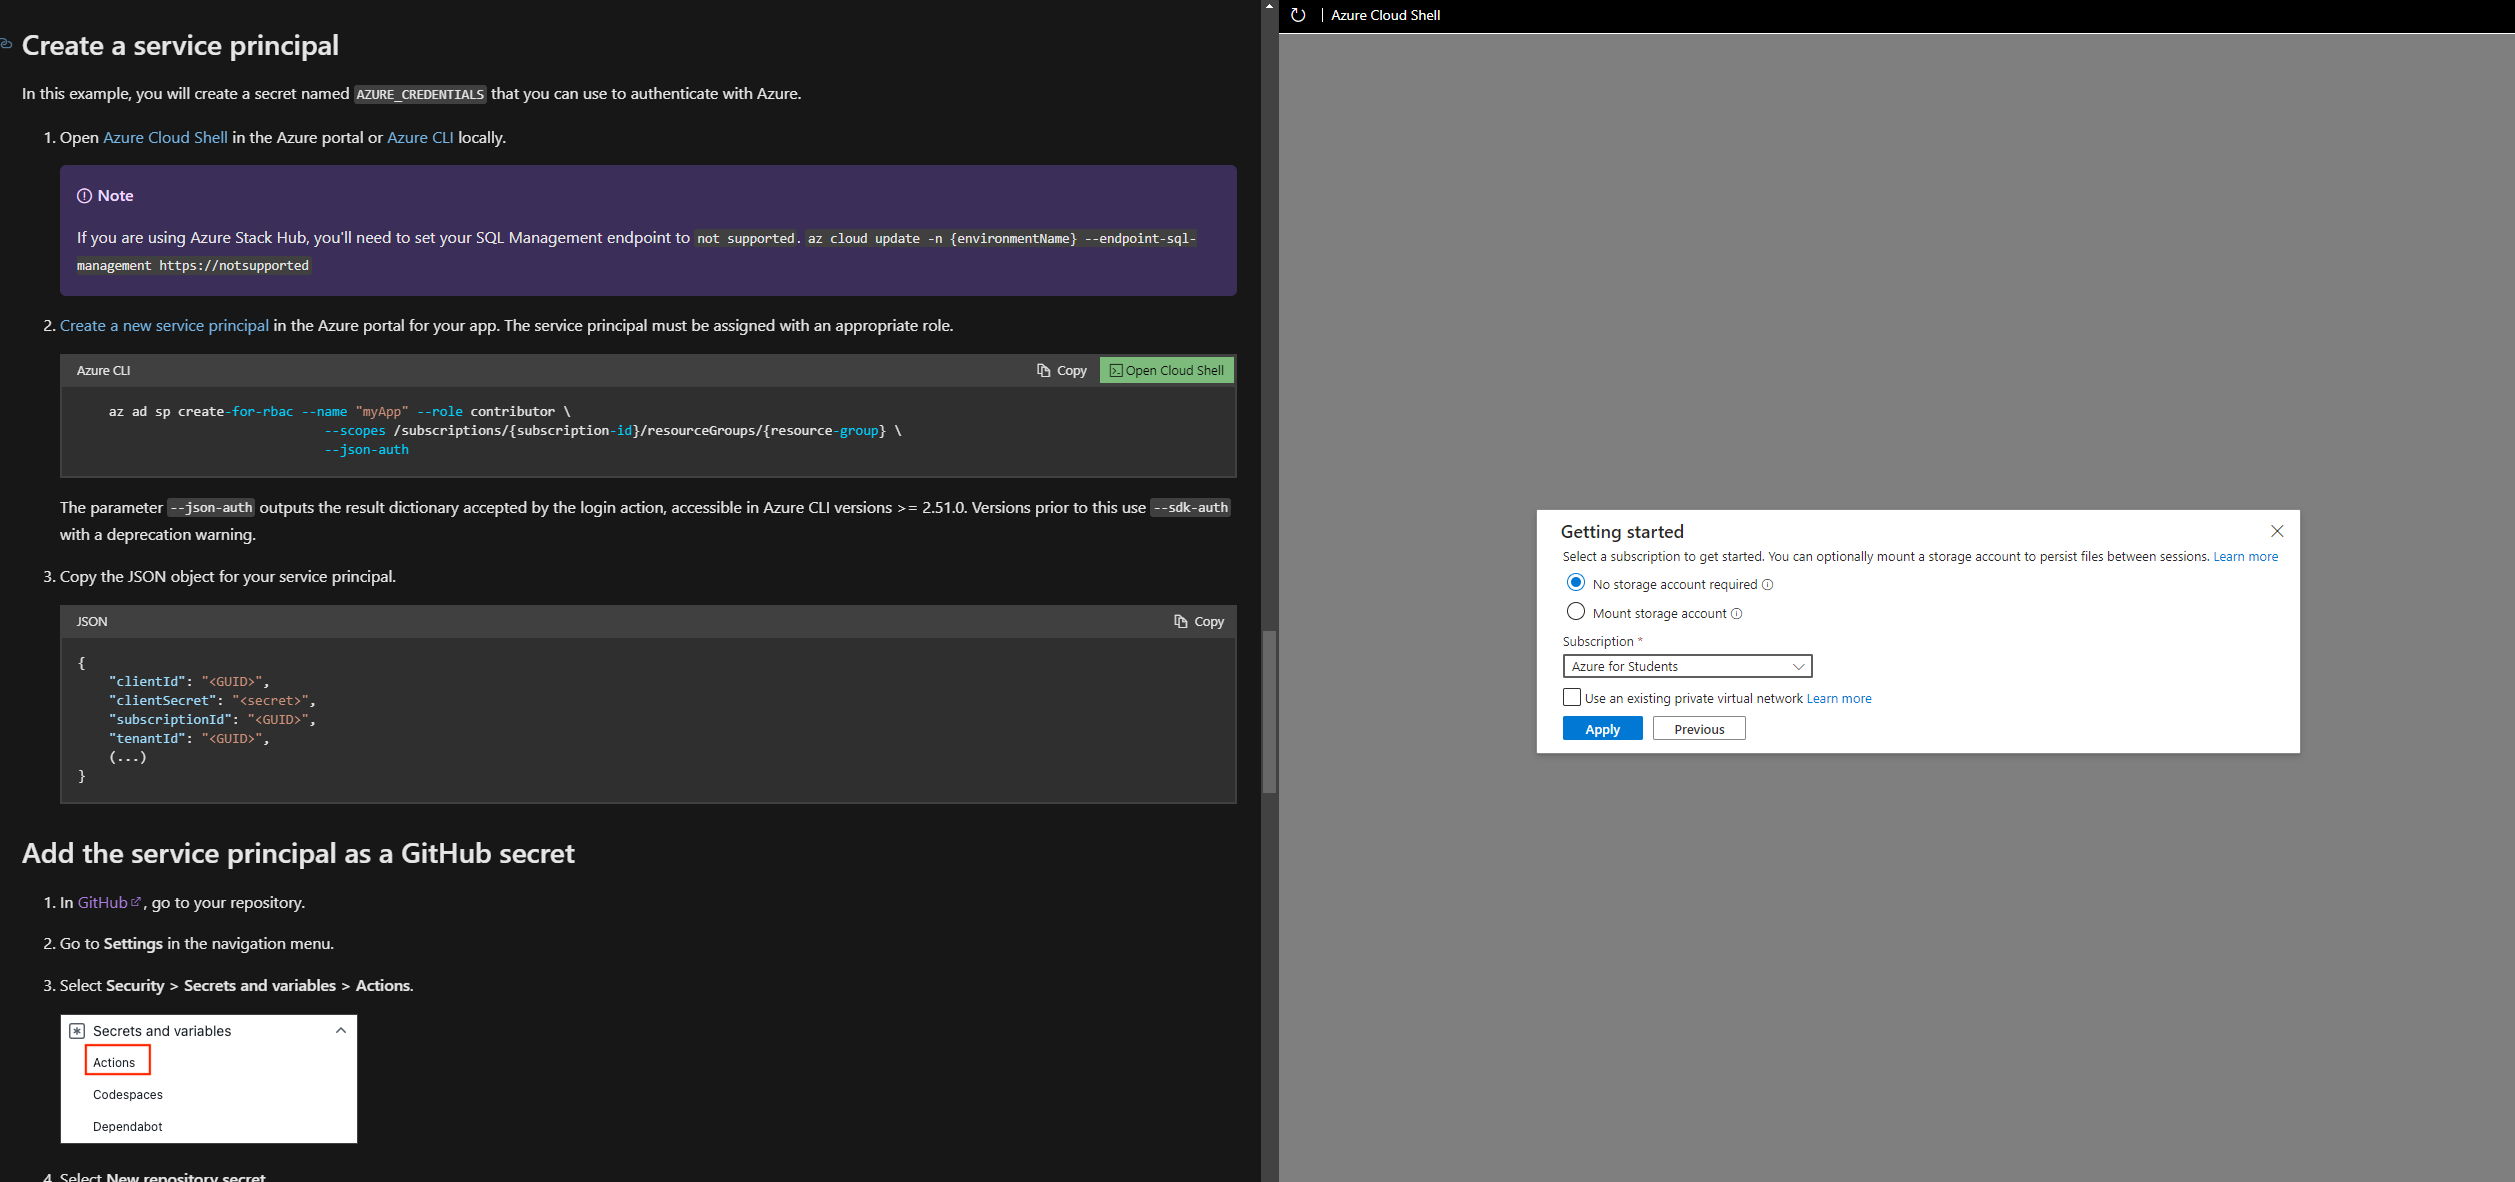 Create a service principal
In this example, you will create a secret named AZURE_CREDENTIALS that you can use to authenticate with Azure.
1. Open Azure Cloud Shell in the Azure portal or Azure CLI locally.
Note
If you are using Azure Stack Hub, you'll need to set your SQL Management endpoint to not supported. az cloud update -n {environmentName} --endpoint-sql-
management https://notsupported
2. Create a new service principal in the Azure portal for your app. The service principal must be assigned with an appropriate role.
Azure CLI Copy Open Cloud Shell
az ad sp create-for-rbac --name "myApp" --role contributor \
--scopes /subscriptions/{subscription-id}/resourceGroups/{resource-group} \
--json-auth
The parameter --json-auth outputs the result dictionary accepted by the login action, accessible in Azure CLI versions >= 2.51.0. Versions prior to this use --sdk-auth
with a deprecation warning.
3. Copy the JSON object for your service principal.
JSON Copy
{
"clientId": "<GUID>",
"clientSecret": "<secret>",
"subscriptionId": "<GUID>",
"tenantId": "<GUID>",
(...)
}
Add the service principal as a GitHub secret
1. In GitHub, go to your repository.
2. Go to Settings in the navigation menu.
3. Select Security > Secrets and variables > Actions.
Secrets and variables
Actions
Codespaces
Dependabot
4. Select New repository secret
| Azure Cloud Shell
Getting started
Select a subscription to get started. You can optionally mount a storage account to persist files between sessions. Learn more
No storage account required
Mount storage account
Subscription *
Azure for Students
Use an existing private virtual network Learn more
Apply Previous